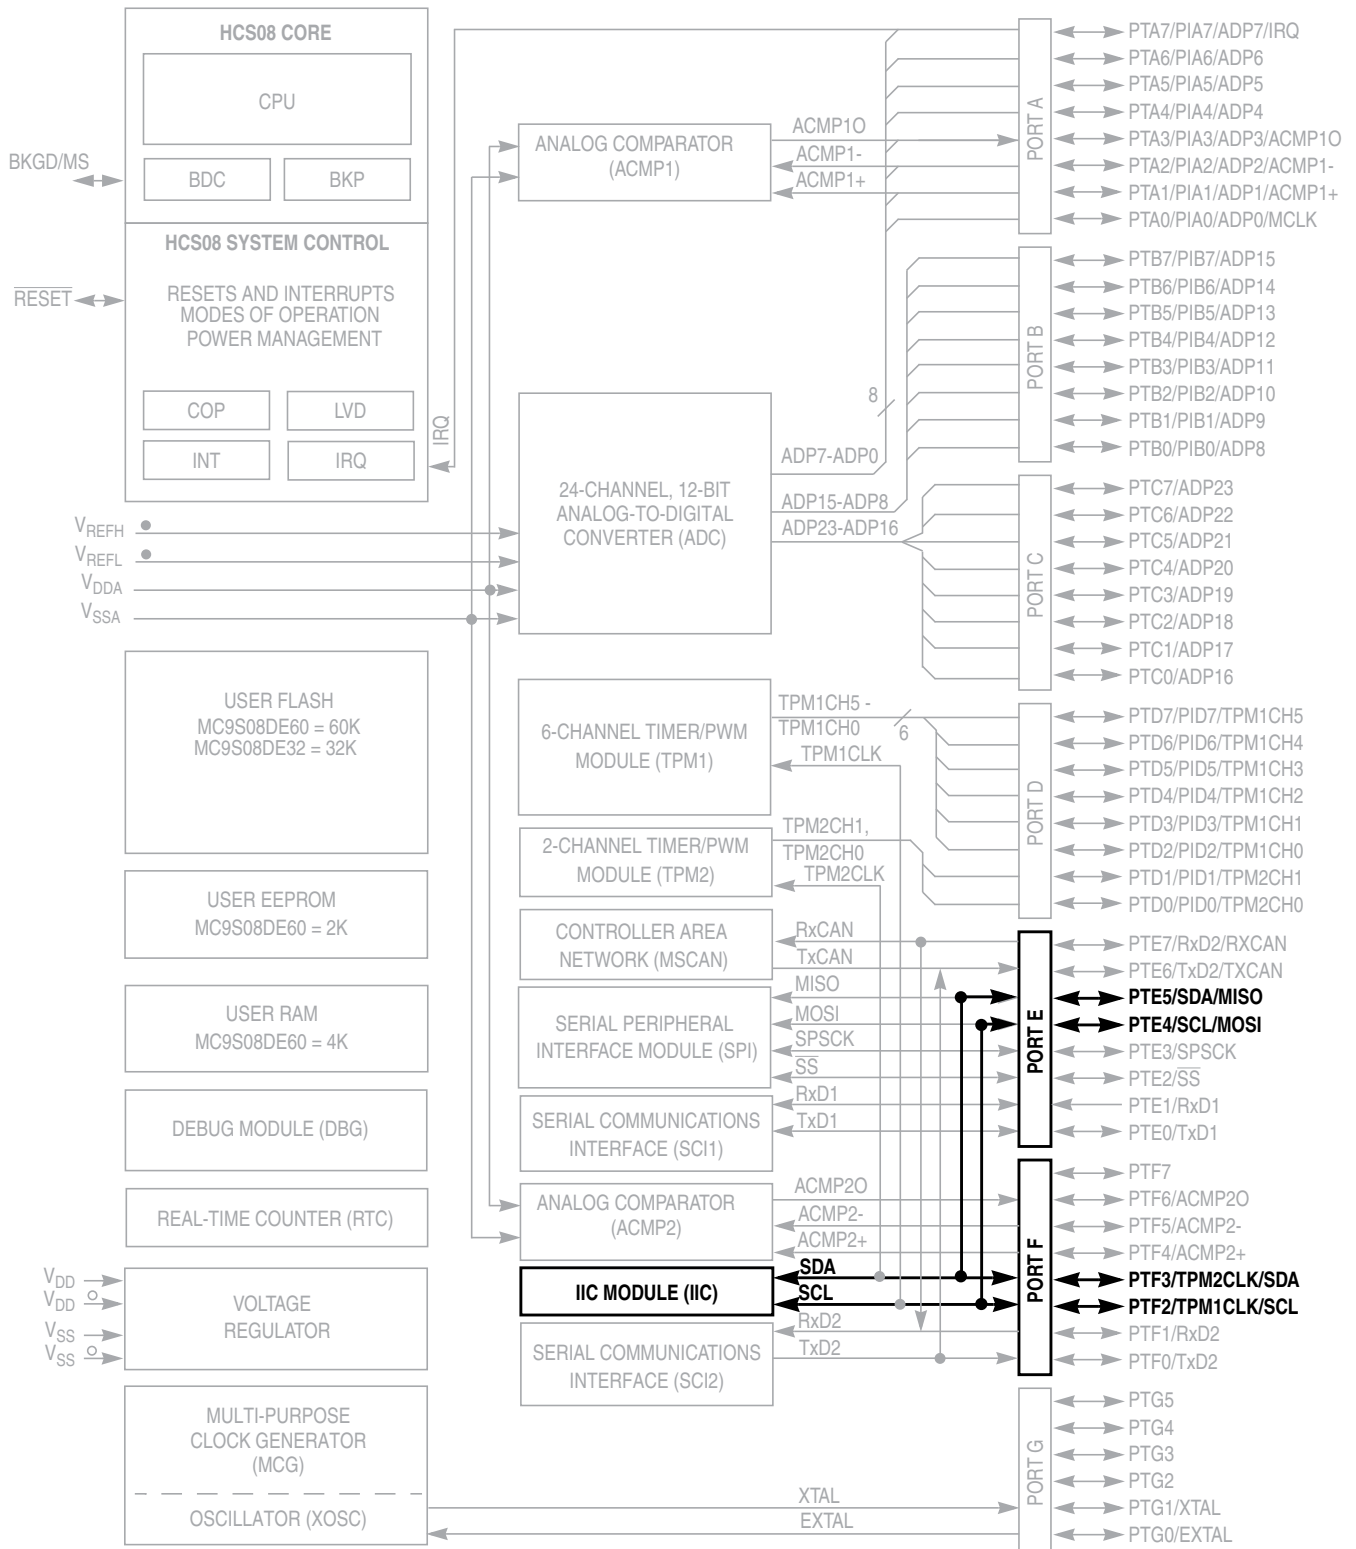 HCS08 CORE
CPU
BDC
BKP
BKGD/MS
HCS08 SYSTEM CONTROL
RESETS AND INTERRUPTS
MODES OF OPERATION
POWER MANAGEMENT
RESET
COP
LVD
INT
IRQ
IRQ
VREFH
VREFL
VDDA
VSSA
USER FLASH
MC9S08DE60 = 60K
MC9S08DE32 = 32K
USER EEPROM
MC9S08DE60 = 2K
USER RAM
MC9S08DE60 = 4K
DEBUG MODULE (DBG)
REAL-TIME COUNTER (RTC)
VDD
VDD
VSS
VSS
VOLTAGE
REGULATOR
MULTI-PURPOSE
CLOCK GENERATOR
(MCG)
OSCILLATOR (XOSC)
ANALOG COMPARATOR
(ACMP1)
ACMP1O
ACMP1-
ACMP1+
24-CHANNEL, 12-BIT
ANALOG-TO-DIGITAL
CONVERTER (ADC)
8
ADP7-ADP0
ADP15-ADP8
ADP23-ADP16
6-CHANNEL TIMER/PWM
MODULE (TPM1)
TPM1CH5 -
TPM1CH0
6
TPM1CLK
2-CHANNEL TIMER/PWM
MODULE (TPM2)
TPM2CH1,
TPM2CH0
TPM2CLK
CONTROLLER AREA
NETWORK (MSCAN)
RxCAN
TxCAN
SERIAL PERIPHERAL
INTERFACE MODULE (SPI)
MISO
MOSI
SPSCK
SS
SERIAL COMMUNICATIONS
INTERFACE (SCI1)
RxD1
TxD1
ANALOG COMPARATOR
(ACMP2)
ACMP2O
ACMP2-
ACMP2+
IIC MODULE (IIC)
SDA
SCL
SERIAL COMMUNICATIONS
INTERFACE (SCI2)
RxD2
TxD2
XTAL
EXTAL
PORT A
PTA7/PIA7/ADP7/IRQ
PTA6/PIA6/ADP6
PTA5/PIA5/ADP5
PTA4/PIA4/ADP4
PTA3/PIA3/ADP3/ACMP1O
PTA2/PIA2/ADP2/ACMP1-
PTA1/PIA1/ADP1/ACMP1+
PTA0/PIA0/ADP0/MCLK
PORT B
PTB7/PIB7/ADP15
PTB6/PIB6/ADP14
PTB5/PIB5/ADP13
PTB4/PIB4/ADP12
PTB3/PIB3/ADP11
PTB2/PIB2/ADP10
PTB1/PIB1/ADP9
PTB0/PIB0/ADP8
PORT C
PTC7/ADP23
PTC6/ADP22
PTC5/ADP21
PTC4/ADP20
PTC3/ADP19
PTC2/ADP18
PTC1/ADP17
PTC0/ADP16
PORT D
PTD7/PID7/TPM1CH5
PTD6/PID6/TPM1CH4
PTD5/PID5/TPM1CH3
PTD4/PID4/TPM1CH2
PTD3/PID3/TPM1CH1
PTD2/PID2/TPM1CH0
PTD1/PID1/TPM2CH1
PTD0/PID0/TPM2CH0
PORT E
PTE7/RxD2/RXCAN
PTE6/TxD2/TXCAN
PTE5/SDA/MISO
PTE4/SCL/MOSI
PTE3/SPSCK
PTE2/SS
PTE1/RxD1
PTE0/TxD1
PORT F
PTF7
PTF6/ACMP2O
PTF5/ACMP2-
PTF4/ACMP2+
PTF3/TPM2CLK/SDA
PTF2/TPM1CLK/SCL
PTF1/RxD2
PTF0/TxD2
PORT G
PTG5
PTG4
PTG3
PTG2
PTG1/XTAL
PTG0/EXTAL